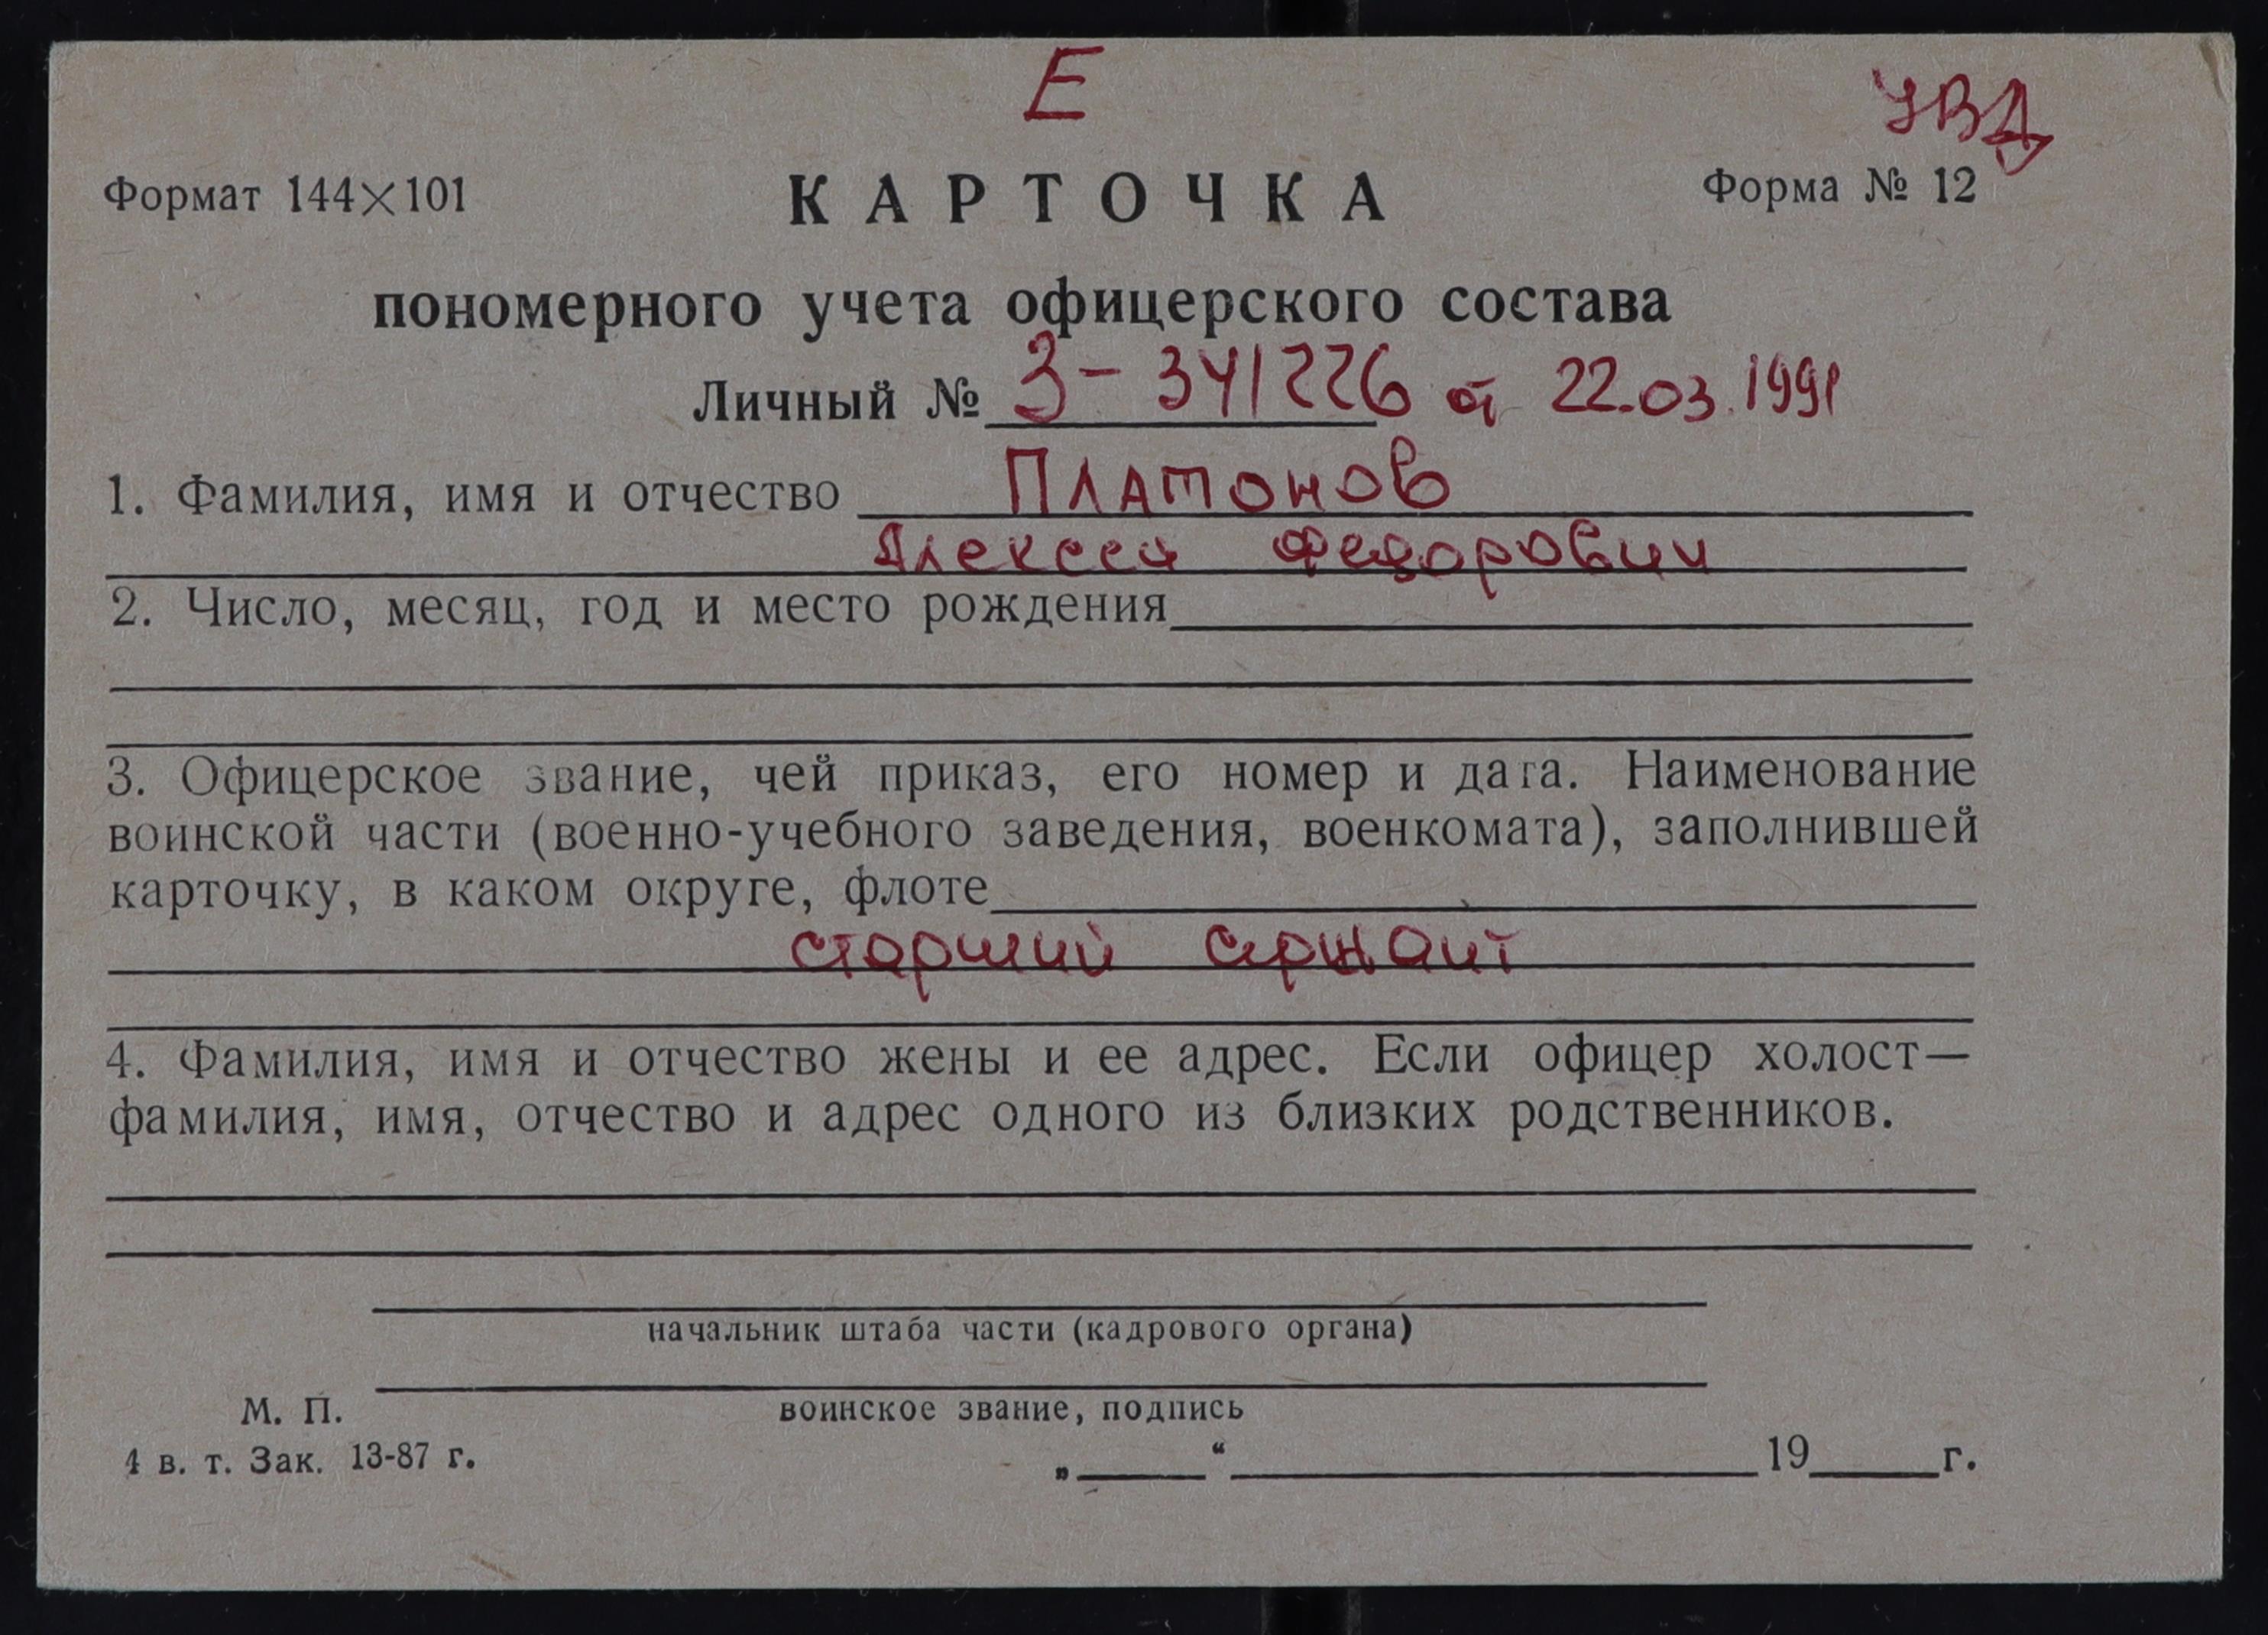 Е
УВД
Формат 144×101
КАРТОЧКА
Форма № 12
пономерного учета офицерского состава
Личный № З- 341226 от 22.03.1991
1. Фамилия, имя и отчество Платонов
Алексей Федорович
2. Число, месяц, год и место рождения
3. Офицерское звание, чей приказ, его номер и дата. Наименование
воинской части (военно-учебного заведения, военкомата), заполнившей
карточку, в каком округе, флоте
старший сержант
4. Фамилия, имя и отчество жены и ее адрес. Если офицер холост—
фамилия, имя, отчество и адрес одного из близких родственников.
начальник штаба части (кадрового органа)
М. П.
воинское звание, подпись
4 в. т. Зак. 13-87 г.
„ “ 19 г.